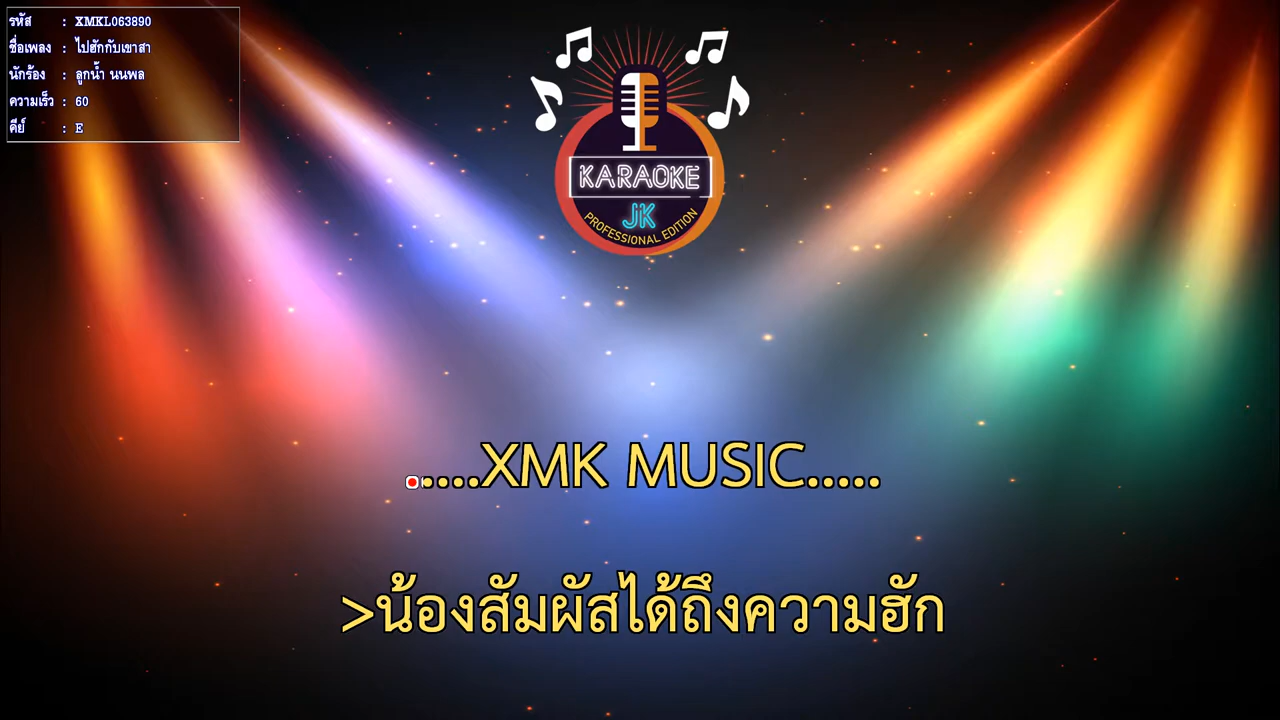 รหัส : XMKL063890
ชื่อเพลง : ไปฮักกับเขาสา
นักร้อง : ลูกน้ำ นนพล
ความเร็ว : 60
คีย์ : E
KARAOKE
JK
PROFESSIONAL EDITION
.....XMK MUSIC.....
>น้องสัมผัสได้ถึงความฮัก